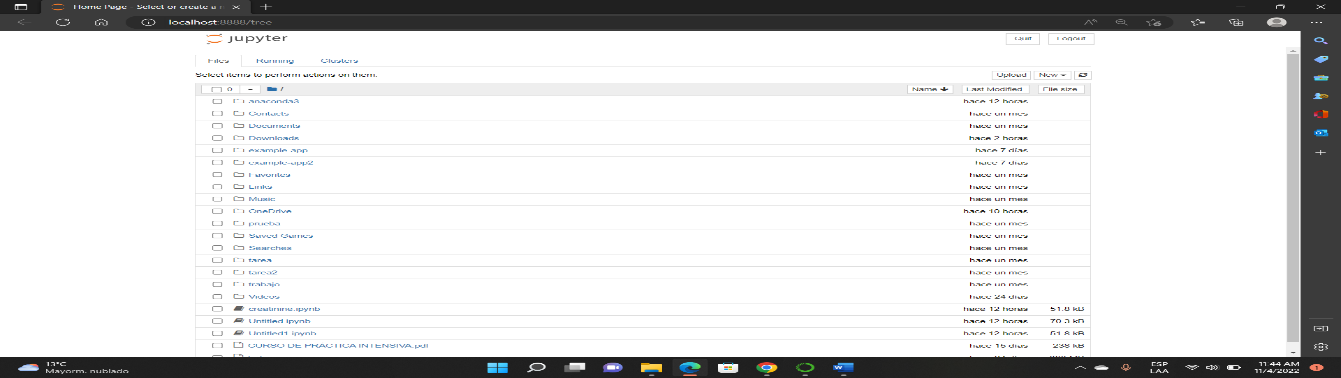 Home Page - Select or create a n
localhost:8888/tree
jupyter
Quit Logout
Files Running Clusters
Select items to perform actions on them.
Upload New
0 / Name Last Modified File size
anaconda3 hace 12 horas
Contacts hace un mes
Documents hace un mes
Downloads hace 2 horas
example-app hace 7 días
example-app2 hace 7 días
Favorites hace un mes
Links hace un mes
Music hace un mes
OneDrive hace 10 horas
prueba hace un mes
Saved Games hace un mes
Searches hace un mes
tarea hace un mes
tarea2 hace un mes
trabajo hace un mes
Videos hace 24 días
hace 12 horas 51.8 kB
Untitled.ipynb hace 12 horas 70.3 kB
Untitled1.ipynb hace 12 horas 51.8 kB
CURSO DE PRACTICA INTENSIVA.pdf hace 15 días 238 kB
13°C
Mayorm. nublado
ESP
LAA
11:44 AM
11/4/2022
1